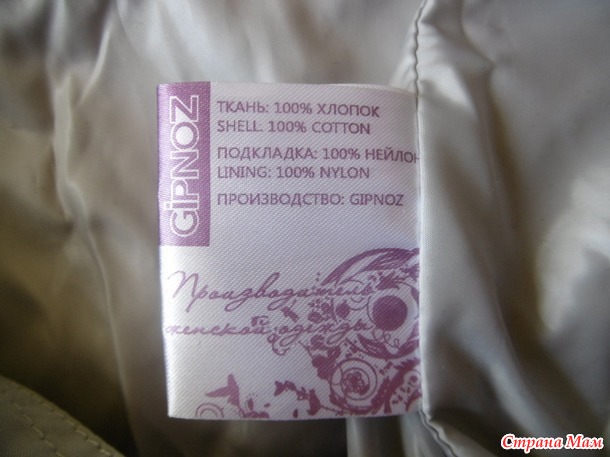 GiPNOZ
ТКАНЬ: 100% ХЛОПОК
SHELL: 100% COTTON
ПОДКЛАДКА: 100% НЕЙЛОН
LINING: 100% NYLON
ПРОИЗВОДСТВО: GIPNOZ
Производитель
женской одежды
Страна Мам